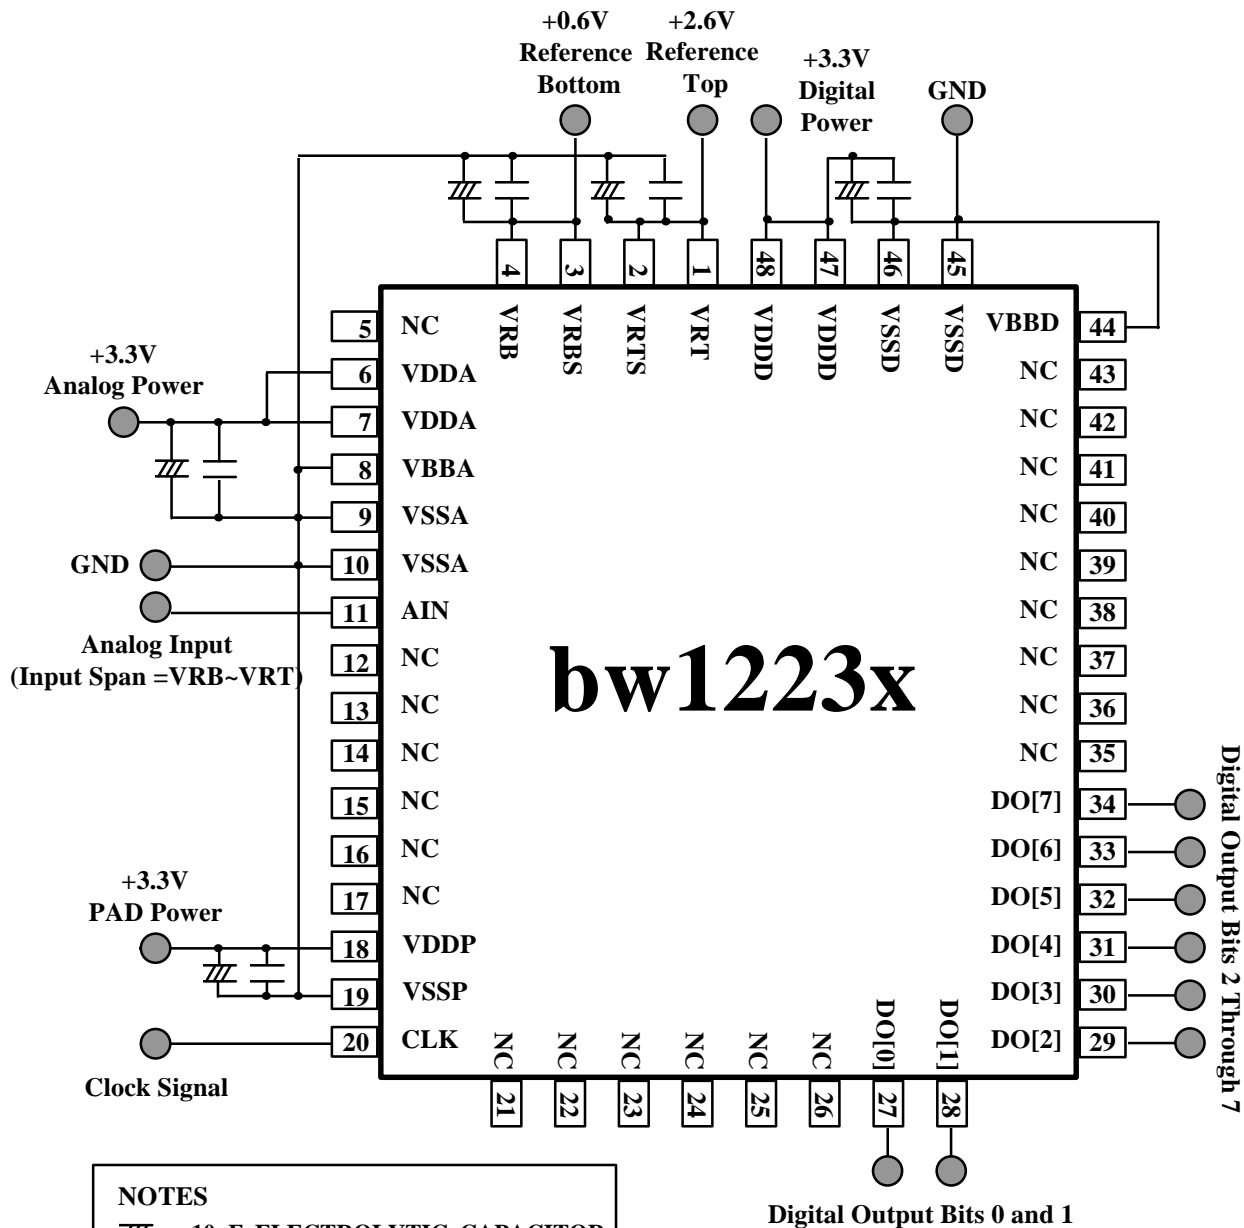 +0.6V
Reference
Bottom
+2.6V
Reference
Top
+3.3V
Digital
Power
GND
4
3
2
1
48
47
46
45
VRB
VRBS
VRTS
VRT
VDDD
VDDD
VSSD
VSSD
5 NC
+3.3V
Analog Power
6 VDDA
7 VDDA
8 VBBA
9 VSSA
GND
10 VSSA
11 AIN
Analog Input
(Input Span =VRB~VRT)
12 NC
13 NC
14 NC
15 NC
16 NC
17 NC
+3.3V
PAD Power
18 VDDP
19 VSSP
20 CLK
Clock Signal
bw1223x
VBBD 44
NC 43
NC 42
NC 41
NC 40
NC 39
NC 38
NC 37
NC 36
NC 35
DO[7] 34
DO[6] 33
DO[5] 32
DO[4] 31
DO[3] 30
DO[2] 29
Digital Output Bits 2 Through 7
NC
NC
NC
NC
NC
NC
DO[0]
DO[1]
21
22
23
24
25
26
27
28
Digital Output Bits 0 and 1
NOTES
ELECTROLYTIC CAPACITOR